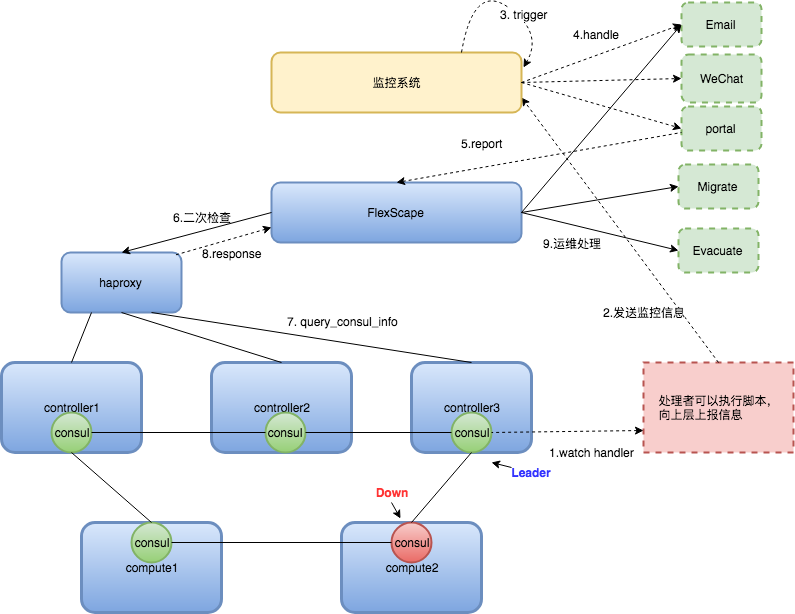 3. trigger
Email
4.handle
监控系统
WeChat
portal
5.report
Migrate
FlexScape
6.二次检查
9.运维处理
Evacuate
8.response
haproxy
2.发送监控信息
7. query_consul_info
controller1
controller2
controller3
处理者可以执行脚本，
向上层上报信息
consul
consul
consul
1.watch handler
Leader
Down
consul
consul
compute1
compute2